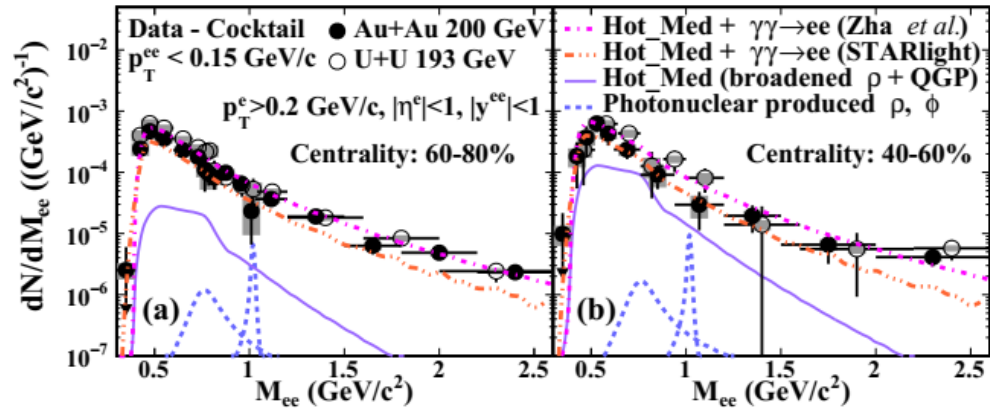 Data - Cocktail ● Au+Au 200 GeV
p_T^ee < 0.15 GeV/c ○ U+U 193 GeV
p_T^e>0.2 GeV/c, |η^e|<1, |y^ee|<1
Centrality: 60-80%
Hot_Med + γγ→ee (Zha et al.)
Hot_Med + γγ→ee (STARlight)
Hot_Med (broadened ρ + QGP)
Photonuclear produced ρ, ϕ
Centrality: 40-60%
dN/dM_ee ((GeV/c²)⁻¹)
10⁻²
10⁻³
10⁻⁴
10⁻⁵
10⁻⁶
10⁻⁷
(a)
(b)
0.5 1 1.5 2 2.5
0.5 1 1.5 2 2.5
M_ee (GeV/c²)
M_ee (GeV/c²)